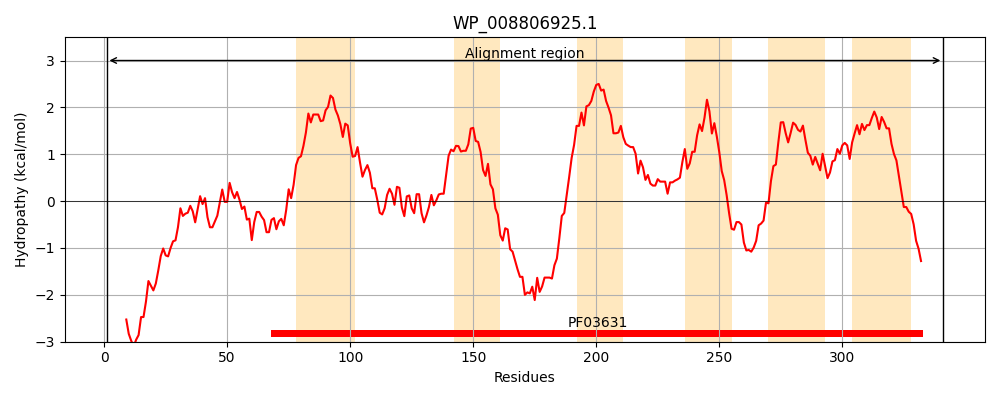 WP_008806925.1
Alignment region
PF03631
3
2
1
0
−1
−2
−3
0
50
100
150
200
250
300
Hydropathy (kcal/mol)
Residues